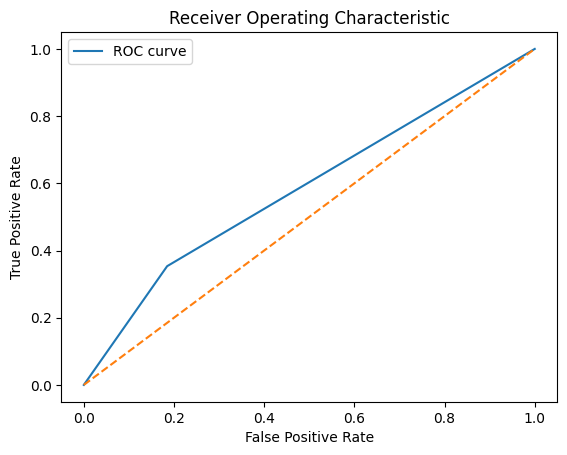 Receiver Operating Characteristic
ROC curve
1.0
0.8
0.6
0.4
0.2
0.0
True Positive Rate
0.0 0.2 0.4 0.6 0.8 1.0
False Positive Rate